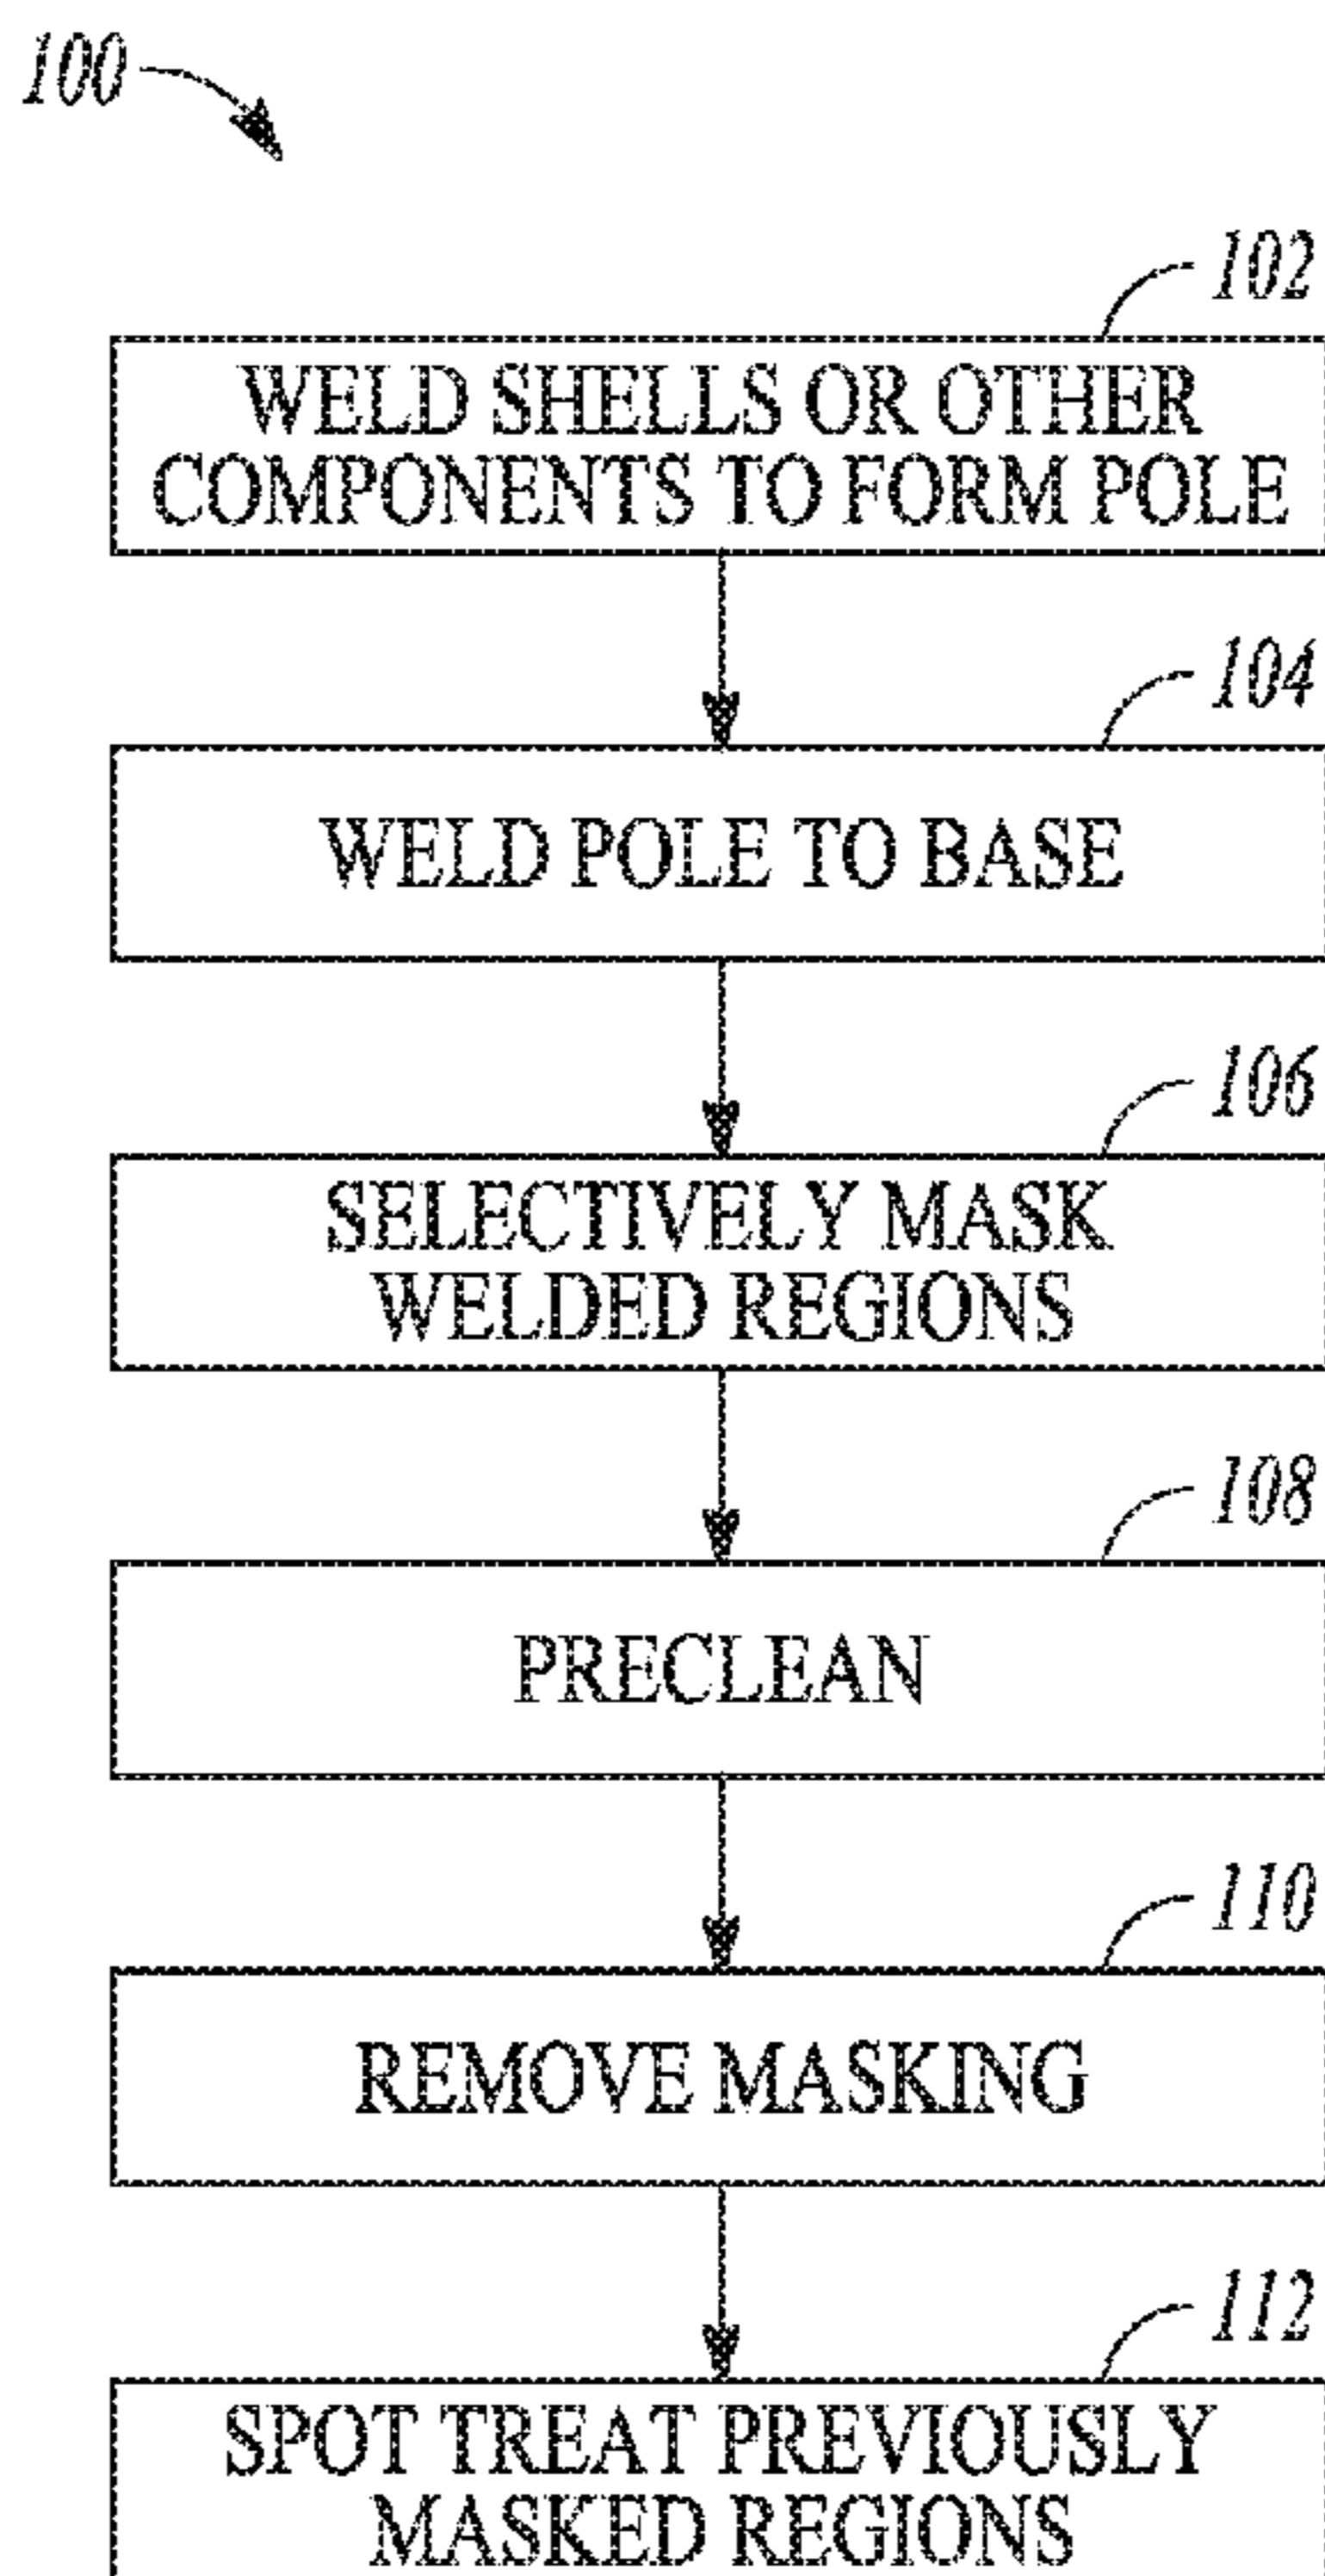 100
102
WELD SHELLS OR OTHER
COMPONENTS TO FORM POLE
104
WELD POLE TO BASE
106
SELECTIVELY MASK
WELDED REGIONS
108
PRECLEAN
110
REMOVE MASKING
112
SPOT TREAT PREVIOUSLY
MASKED REGIONS